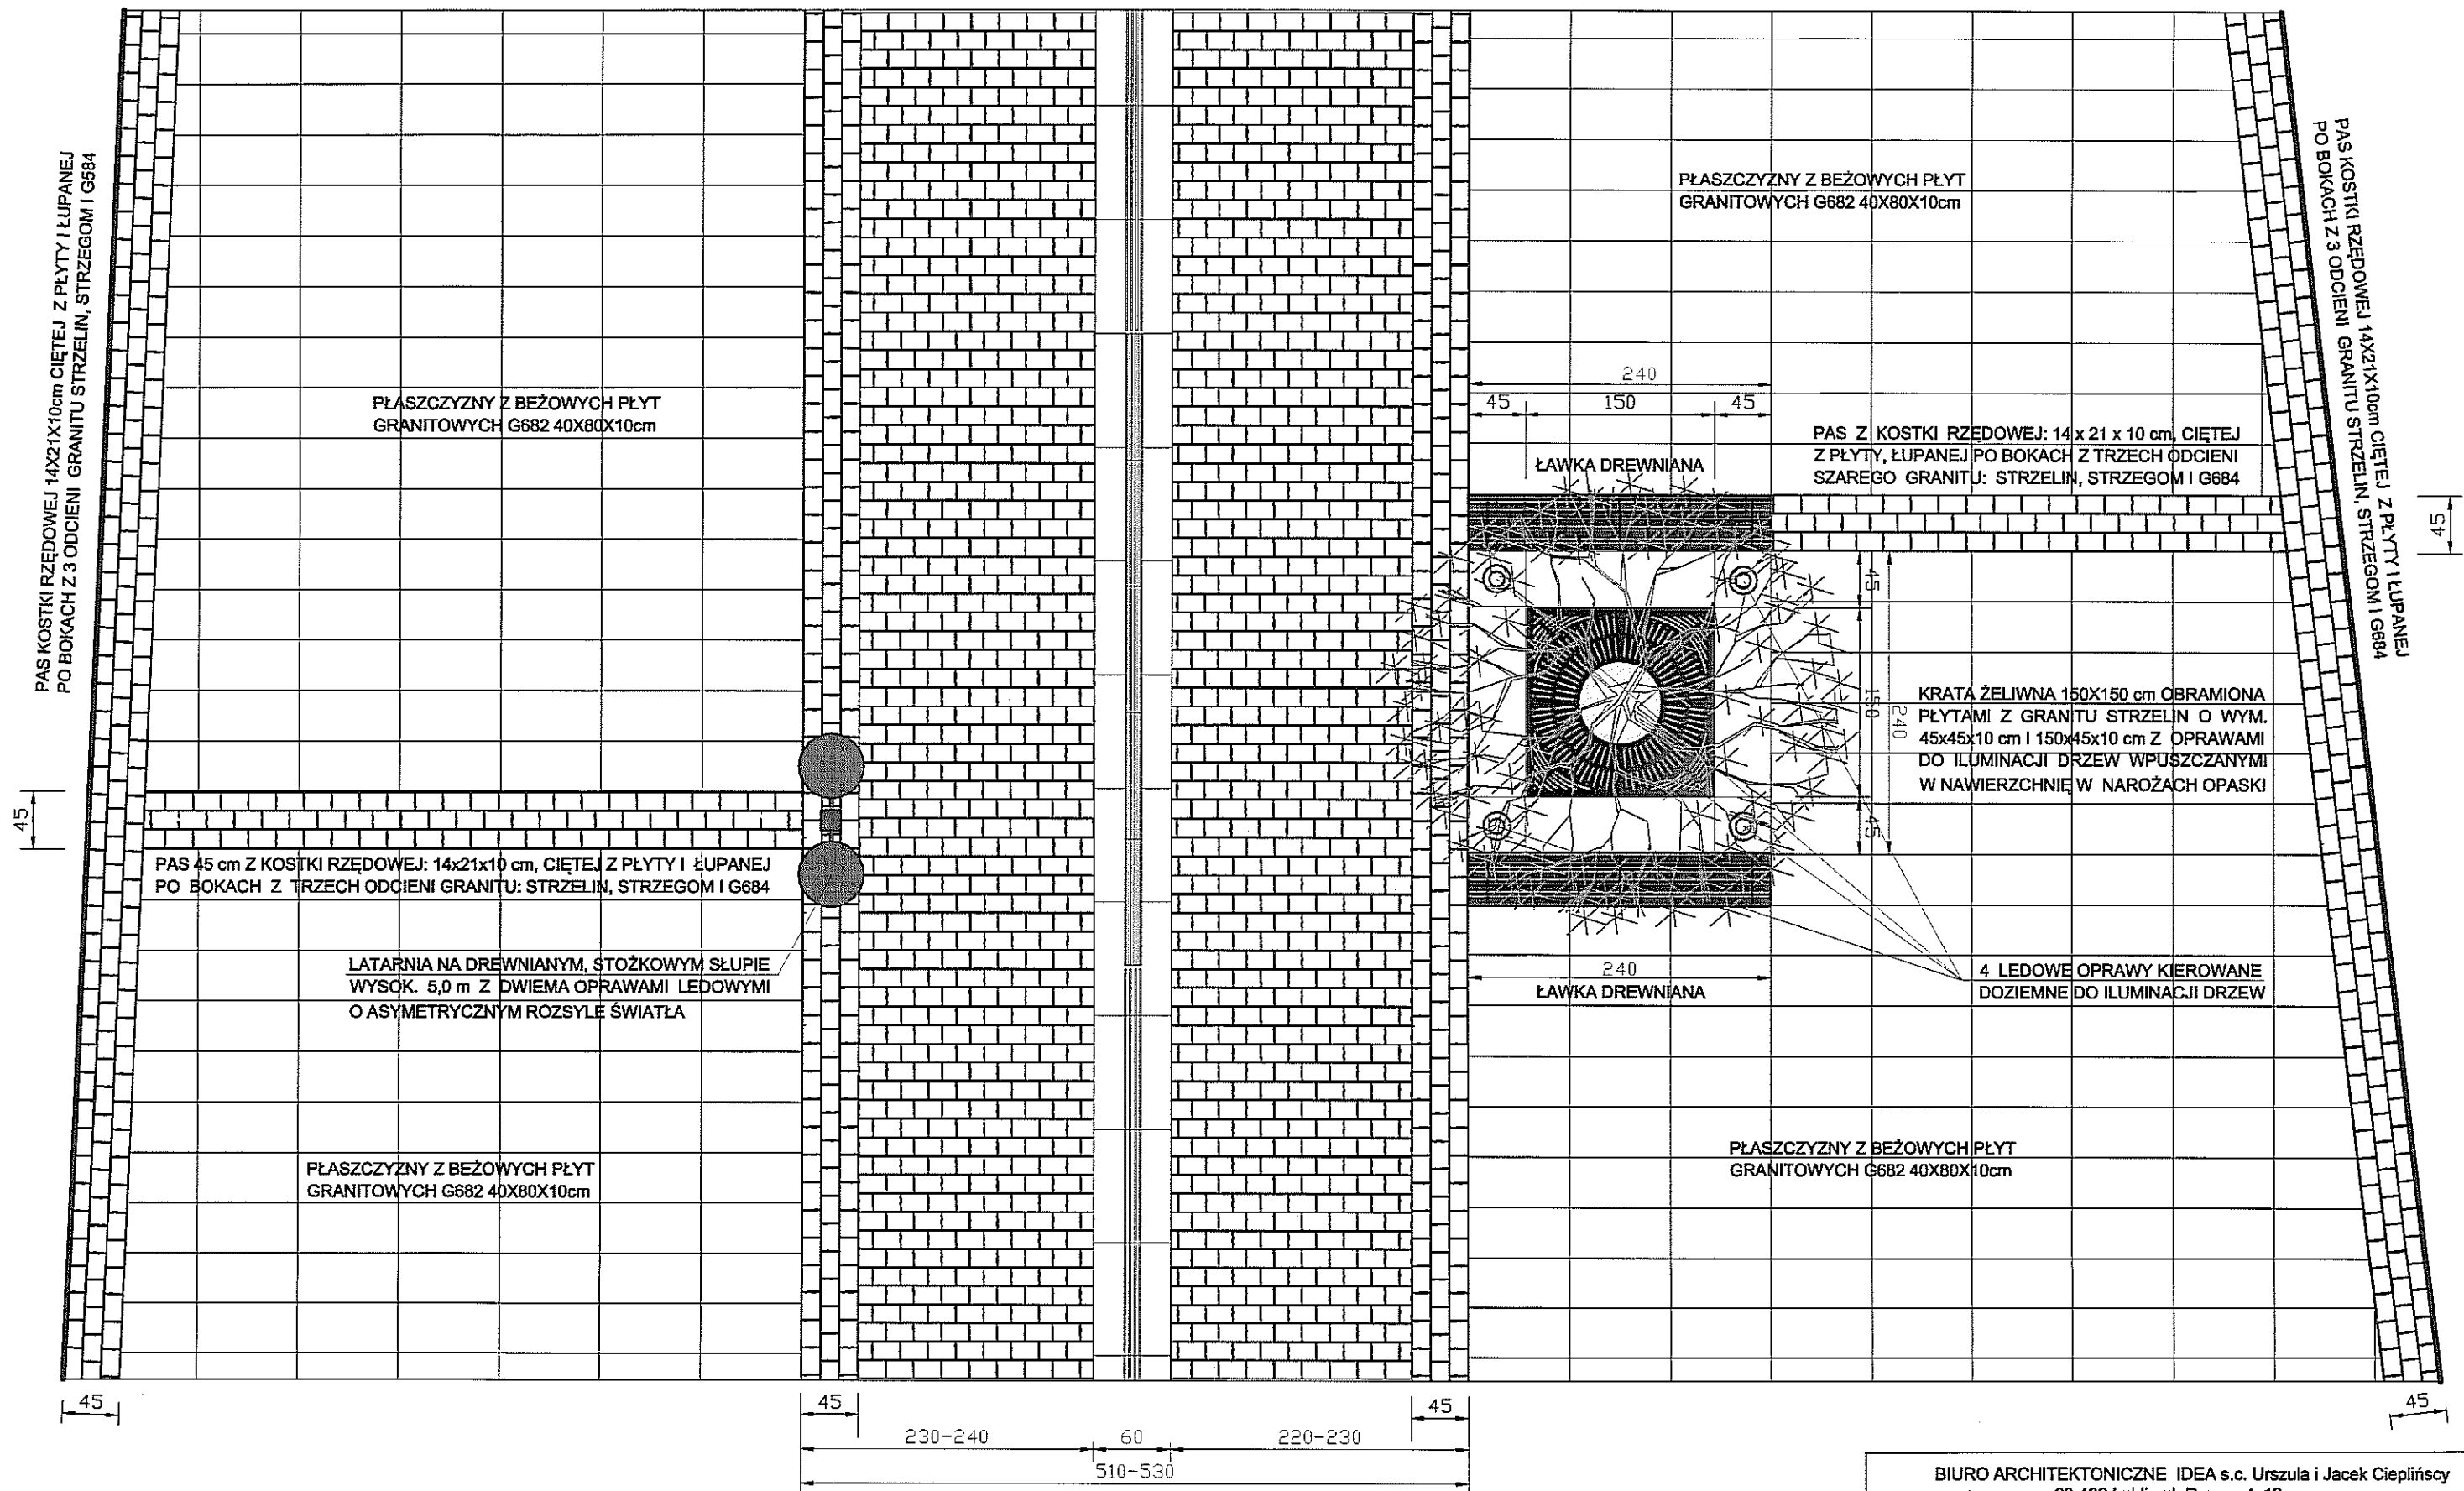 PAS KOSTKI RZĘDOWEJ 14X21X10cm CIĘTEJ Z PŁYTY I ŁUPANEJ
PO BOKACH Z 3 ODCIENI GRANITU STRZELIN, STRZEGOM I G584
PŁASZCZYZNY Z BEŻOWYCH PŁYT
GRANITOWYCH G682 40X80X10cm
PŁASZCZYZNY Z BEŻOWYCH PŁYT
GRANITOWYCH G682 40X80X10cm
PAS KOSTKI RZĘDOWEJ 14X21X10cm CIĘTEJ Z PŁYTY I ŁUPANEJ
PO BOKACH Z 3 ODCIENI GRANITU STRZELIN, STRZEGOM I G684
240
45
150
45
PAS Z KOSTKI RZĘDOWEJ: 14 x 21 x 10 cm, CIĘTEJ
Z PŁYTY, ŁUPANEJ PO BOKACH Z TRZECH ODCIENI
SZAREGO GRANITU: STRZELIN, STRZEGOM I G684
ŁAWKA DREWNIANA
45
45
150
240
45
KRATA ŻELIWNA 150X150 cm OBRAMIONA
PŁYTAMI Z GRANITU STRZELIN O WYM.
45x45x10 cm I 150x45x10 cm Z OPRAWAMI
DO ILUMINACJI DRZEW WPUSZCZANYMI
W NAWIERZCHNIĘ W NAROŻACH OPASKI
45
PAS 45 cm Z KOSTKI RZĘDOWEJ: 14x21x10 cm, CIĘTEJ Z PŁYTY I ŁUPANEJ
PO BOKACH Z TRZECH ODCIENI GRANITU: STRZELIN, STRZEGOM I G684
LATARNIA NA DREWNIANYM, STOŻKOWYM SŁUPIE
WYSOK. 5,0 m Z DWIEMA OPRAWAMI LEDOWYMI
O ASYMETRYCZNYM ROZSYLE ŚWIATŁA
240
ŁAWKA DREWNIANA
4 LEDOWE OPRAWY KIEROWANE
DOZIEMNE DO ILUMINACJI DRZEW
PŁASZCZYZNY Z BEŻOWYCH PŁYT
GRANITOWYCH G682 40X80X10cm
PŁASZCZYZNY Z BEŻOWYCH PŁYT
GRANITOWYCH G682 40X80X10cm
45
45
45
45
230-240
60
220-230
510-530
BIURO ARCHITEKTONICZNE IDEA s.c. Urszula i Jacek Cieplińscy